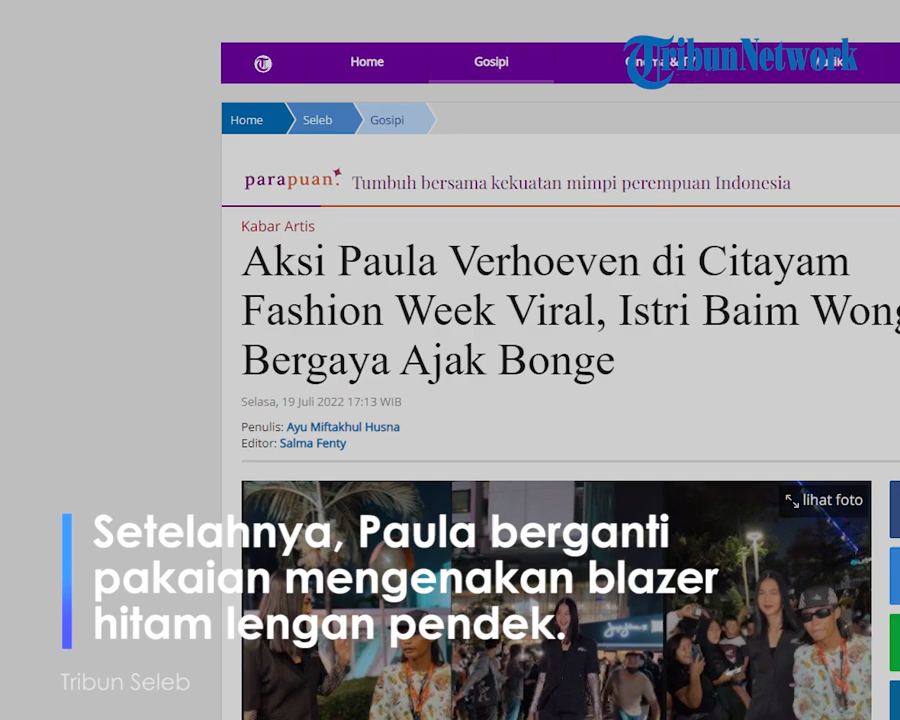 TribunNetwork
Home
Gosipi
Home
Seleb
Gosipi
parapuan. Tumbuh bersama kekuatan mimpi perempuan Indonesia
Kabar Artis
Aksi Paula Verhoeven di Citayam
Fashion Week Viral, Istri Baim Wong
Bergaya Ajak Bonge
Selasa, 19 Juli 2022 17:13 WIB
Penulis: Ayu Miftakhul Husna
Editor: Salma Fenty
lihat foto
Setelahnya, Paula berganti
pakaian mengenakan blazer
hitam lengan pendek.
Tribun Seleb